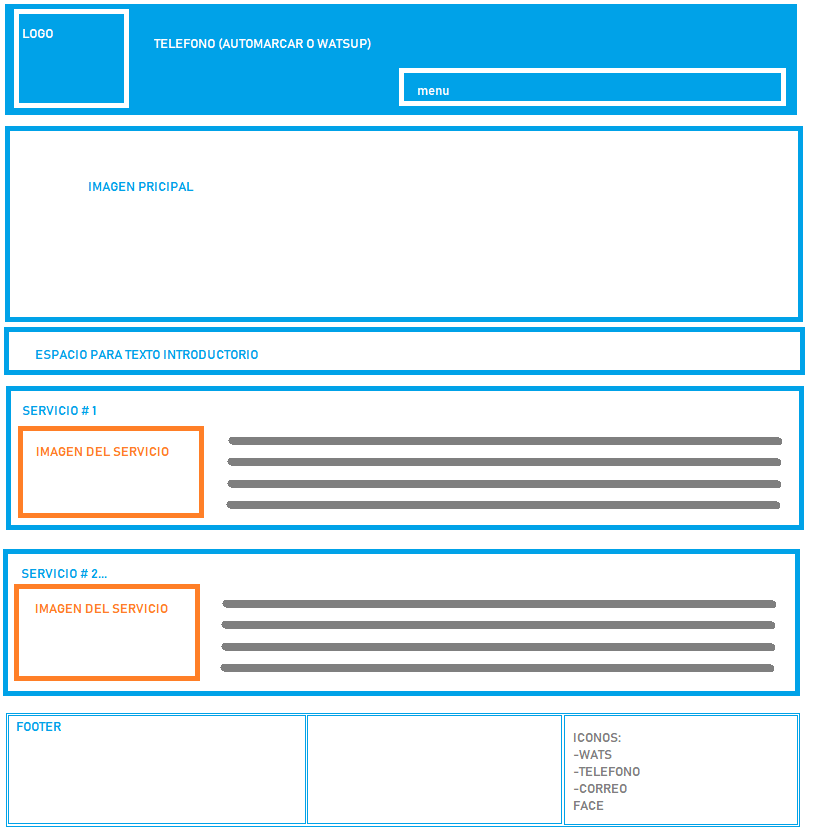 LOGO
TELEFONO (AUTOMARCAR O WATSUP)
menu
IMAGEN PRICIPAL
ESPACIO PARA TEXTO INTRODUCTORIO
SERVICIO # 1
IMAGEN DEL SERVICIO
SERVICIO # 2...
IMAGEN DEL SERVICIO
FOOTER
ICONOS:
-WATS
-TELEFONO
-CORREO
FACE